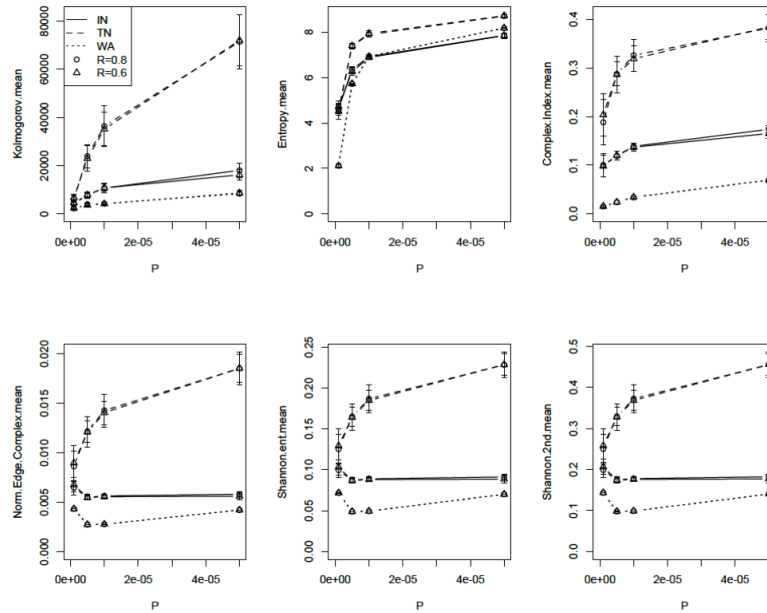 Kolmogorov.mean
80000
60000
40000
20000
0
IN
TN
WA
R=0.8
R=0.6
0e+00 2e-05 4e-05
P
Entropy.mean
8
6
4
2
0
0e+00 2e-05 4e-05
P
Complex.Index.mean
0.4
0.3
0.2
0.1
0.0
0e+00 2e-05 4e-05
P
Norm.Edge.Complex.mean
0.020
0.015
0.010
0.005
0.000
0e+00 2e-05 4e-05
P
Shannon.ent.mean
0.25
0.20
0.15
0.10
0.05
0.00
0e+00 2e-05 4e-05
P
Shannon.2nd.mean
0.5
0.4
0.3
0.2
0.1
0.0
0e+00 2e-05 4e-05
P